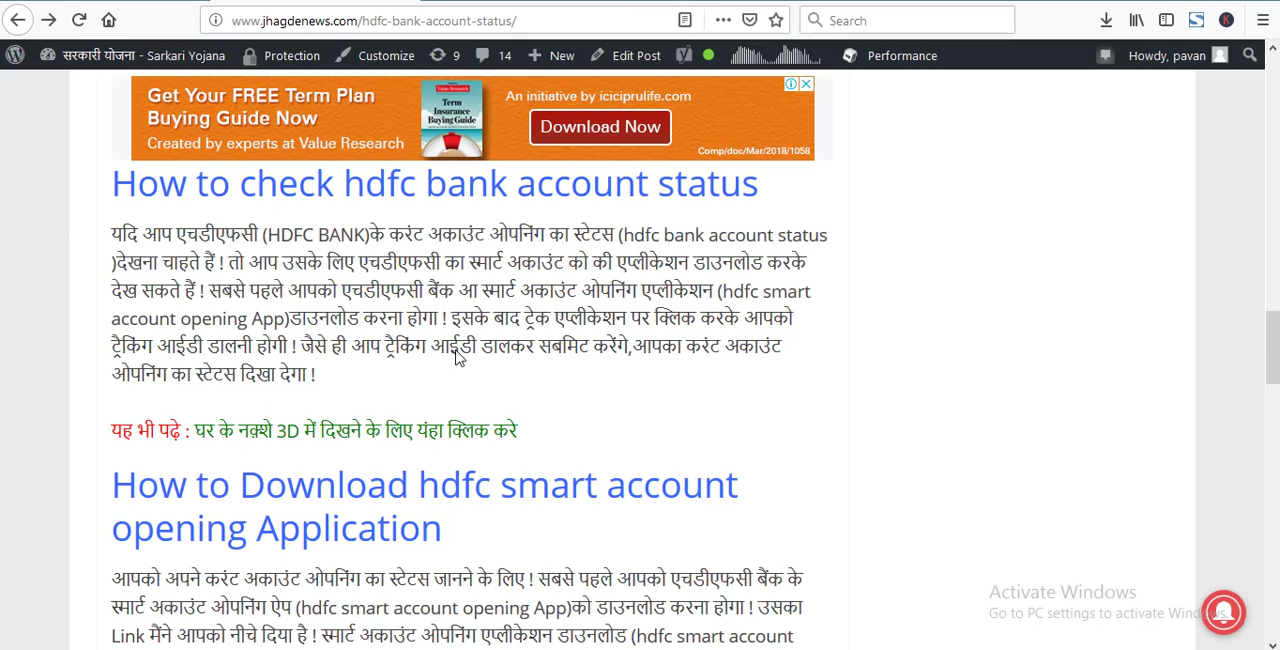 www.jhagdenews.com/hdfc-bank-account-status/
Search
सरकारी योजना - Sarkari Yojana Protection Customize 9 14 New Edit Post Performance Howdy, pavan
Get Your FREE Term Plan
Buying Guide Now
Created by experts at Value Research
Value Research
Term
Insurance
Buying Guide
An initiative by iciciprulife.com
Download Now
Comp/doc/Mar/2018/1058
How to check hdfc bank account status
यदि आप एचडीएफसी (HDFC BANK)के करंट अकाउंट ओपनिंग का स्टेटस (hdfc bank account status
)देखना चाहते हैं ! तो आप उसके लिए एचडीएफसी का स्मार्ट अकाउंट को की एप्लीकेशन डाउनलोड करके
देख सकते हैं ! सबसे पहले आपको एचडीएफसी बैंक आ स्मार्ट अकाउंट ओपनिंग एप्लीकेशन (hdfc smart
account opening App)डाउनलोड करना होगा ! इसके बाद ट्रेक एप्लीकेशन पर क्लिक करके आपको
ट्रैकिंग आईडी डालनी होगी ! जैसे ही आप ट्रैकिंग आईडी डालकर सबमिट करेंगे,आपका करंट अकाउंट
ओपनिंग का स्टेटस दिखा देगा !
यह भी पढ़े : घर के नक़्शे 3D में दिखने के लिए यंहा क्लिक करे
How to Download hdfc smart account
opening Application
आपको अपने करंट अकाउंट ओपनिंग का स्टेटस जानने के लिए ! सबसे पहले आपको एचडीएफसी बैंक के
स्मार्ट अकाउंट ओपनिंग ऐप (hdfc smart account opening App)को डाउनलोड करना होगा ! उसका
Link मैंने आपको नीचे दिया है ! स्मार्ट अकाउंट ओपनिंग एप्लीकेशन डाउनलोड (hdfc smart account
Activate Windows
Go to PC settings to activate Windows.